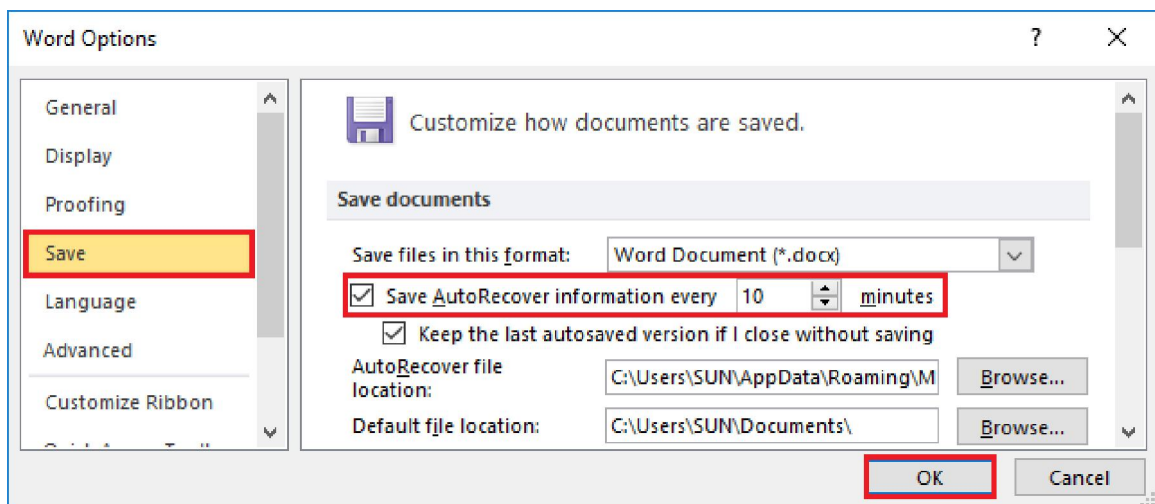 Word Options
?
General
Display
Proofing
Save
Language
Advanced
Customize Ribbon
Customize how documents are saved.
Save documents
Save files in this format: Word Document (*.docx)
Save AutoRecover information every 10 minutes
Keep the last autosaved version if I close without saving
AutoRecover file
location: C:\Users\SUN\AppData\Roaming\M Browse...
Default file location: C:\Users\SUN\Documents\ Browse...
OK Cancel